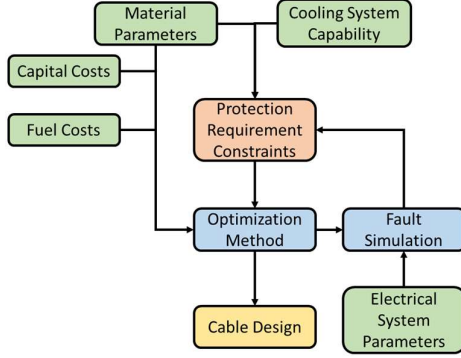 Material
Parameters
Cooling System
Capability
Capital Costs
Fuel Costs
Protection
Requirement
Constraints
Optimization
Method
Fault
Simulation
Cable Design
Electrical
System
Parameters